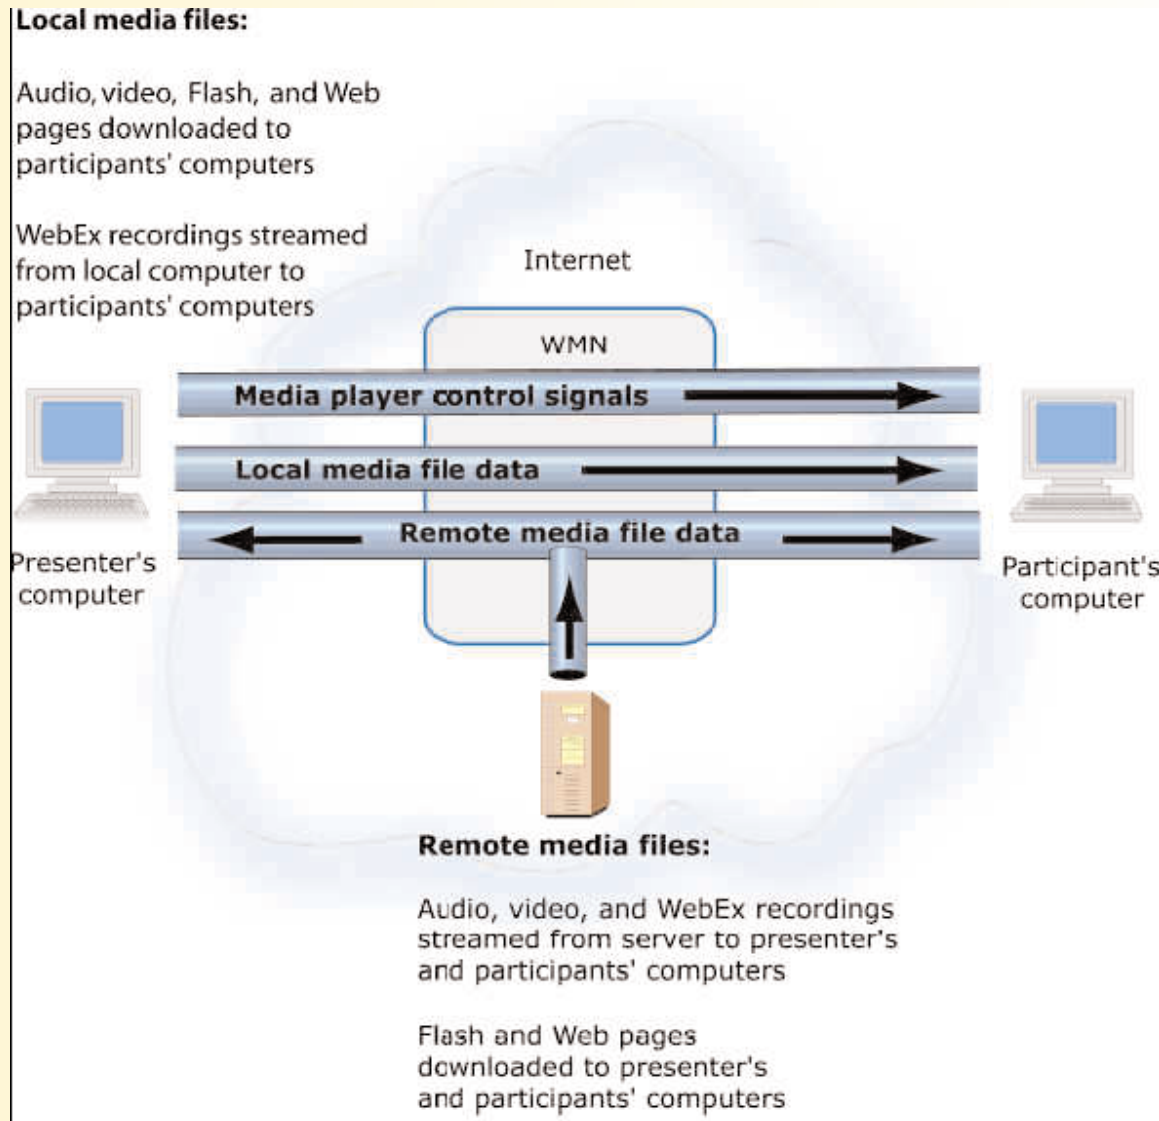 Local media files:
Audio, video, Flash, and Web
pages downloaded to
participants' computers
WebEx recordings streamed
from local computer to
participants' computers
Internet
WMN
Media player control signals
Local media file data
Remote media file data
Presenter's
computer
Participant's
computer
Remote media files:
Audio, video, and WebEx recordings
streamed from server to presenter's
and participants' computers
Flash and Web pages
downloaded to presenter's
and participants' computers